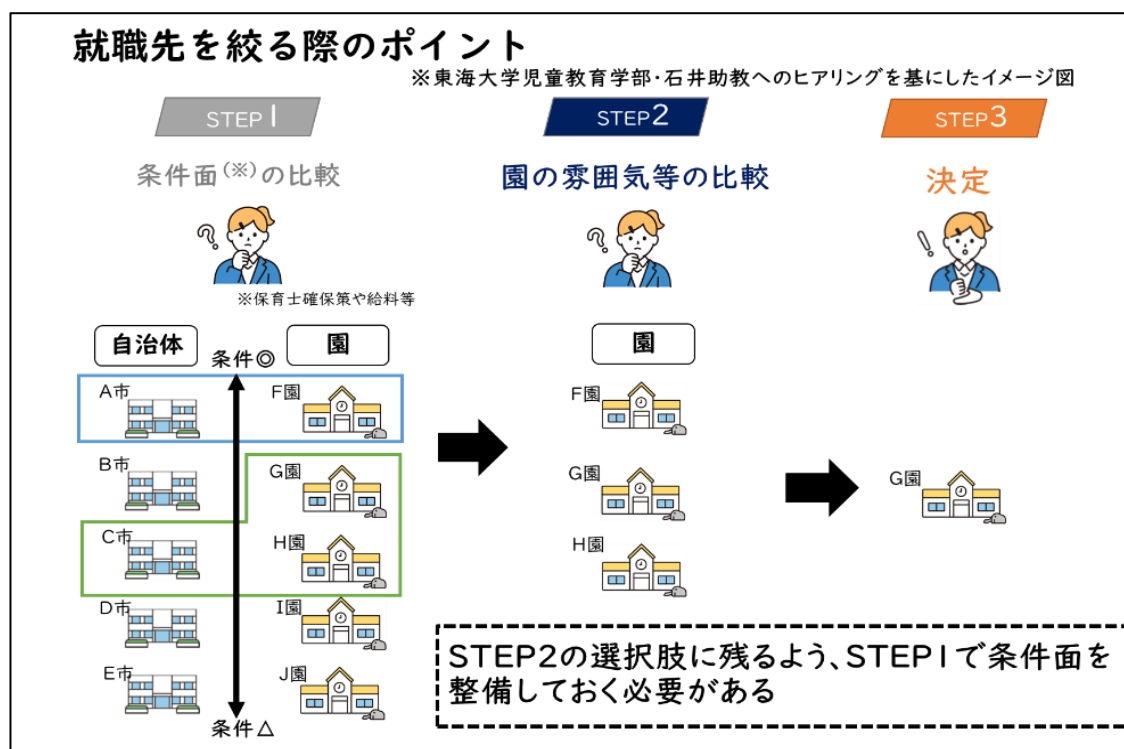 就職先を絞る際のポイント
※東海大学児童教育学部・石井助教へのヒアリングを基にしたイメージ図
STEP1
STEP2
STEP3
条件面(※)の比較
園の雰囲気等の比較
決定
※保育士確保策や給料等
自治体
条件◎
園
園
A市
F園
F園
B市
G園
G園
G園
C市
H園
H園
D市
I園
E市
J園
条件△
STEP2の選択肢に残るよう、STEP1で条件面を
整備しておく必要がある